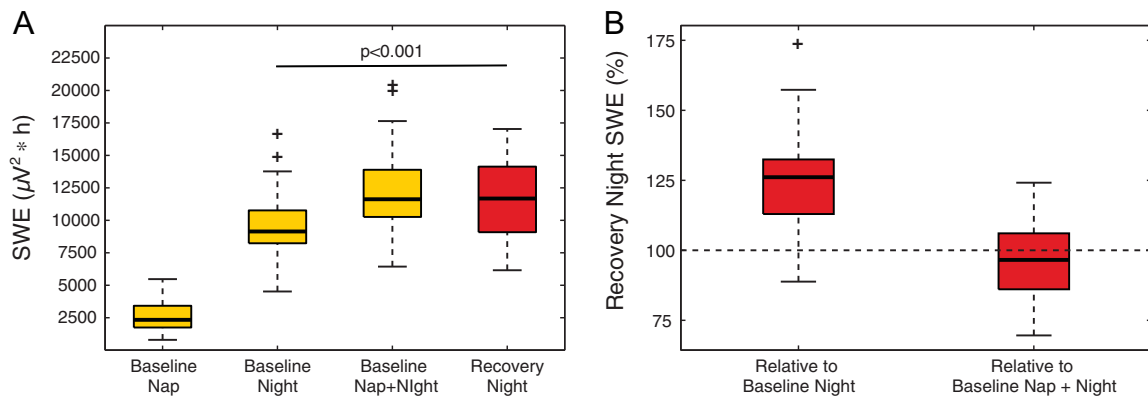 A
SWE (μV² * h)
22500
20000
17500
15000
12500
10000
7500
5000
2500
p<0.001
Baseline
Nap
Baseline
Night
Baseline
Nap+NIght
Recovery
Night
B
Recovery Night SWE (%)
175
150
125
100
75
Relative to
Baseline Night
Relative to
Baseline Nap + Night